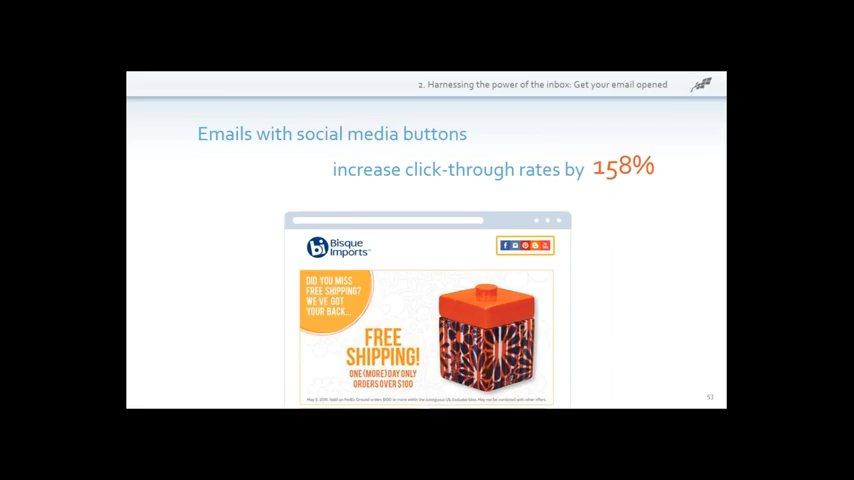 2. Harnessing the power of the inbox: Get your email opened
Emails with social media buttons
increase click-through rates by 158%
bi Bisque
Imports™
DID YOU MISS
FREE SHIPPING?
WE'VE GOT
YOUR BACK...
FREE
SHIPPING!
ONE (MORE) DAY ONLY
ORDERS OVER $100
53